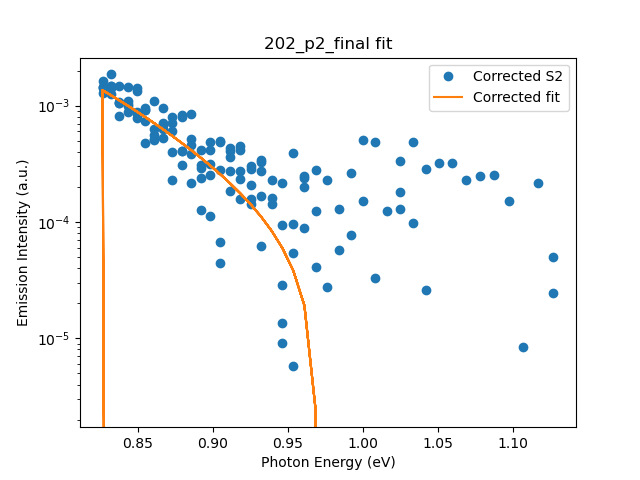 202_p2_final fit
Corrected S2
Corrected fit
Emission Intensity (a.u.)
10⁻³
10⁻⁴
10⁻⁵
0.85 0.90 0.95 1.00 1.05 1.10
Photon Energy (eV)